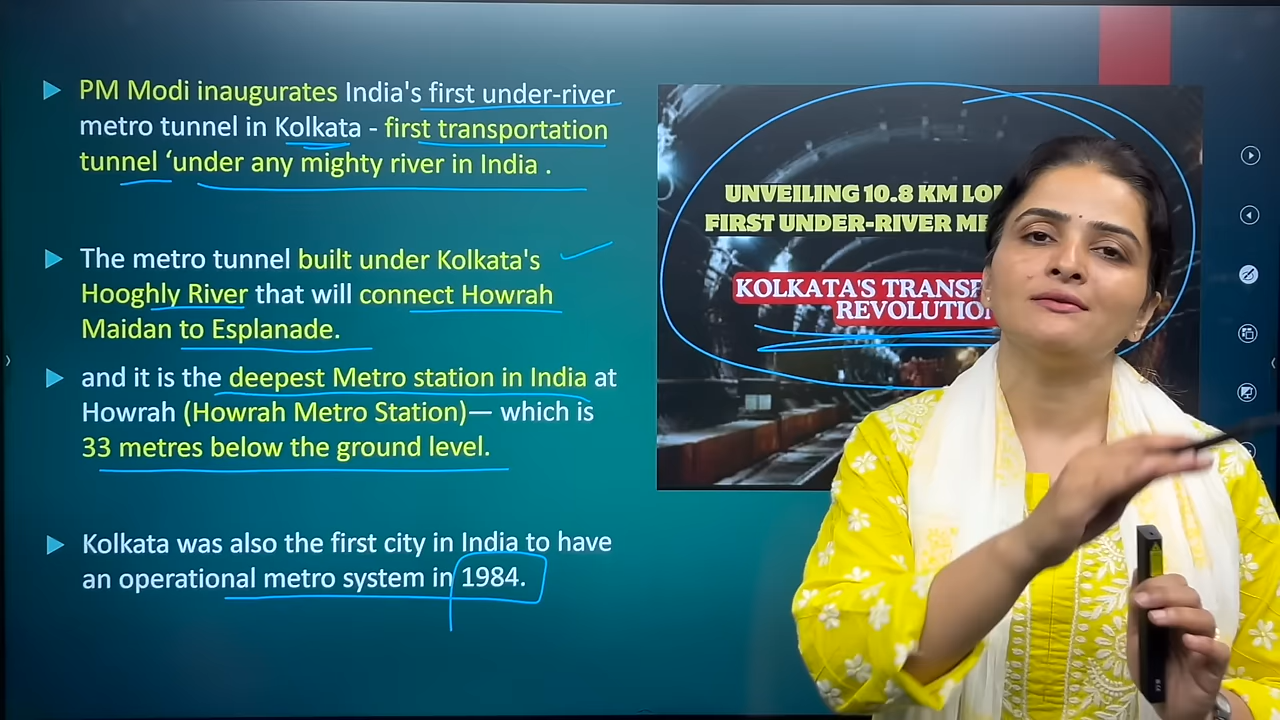 PM Modi inaugurates India's first under-river
metro tunnel in Kolkata - first transportation
tunnel ‘under any mighty river in India .
The metro tunnel built under Kolkata's
Hooghly River that will connect Howrah
Maidan to Esplanade.
and it is the deepest Metro station in India at
Howrah (Howrah Metro Station)— which is
33 metres below the ground level.
Kolkata was also the first city in India to have
an operational metro system in 1984.
UNVEILING 10.8 KM
FIRST UNDER-RIVER
KOLKATA'S